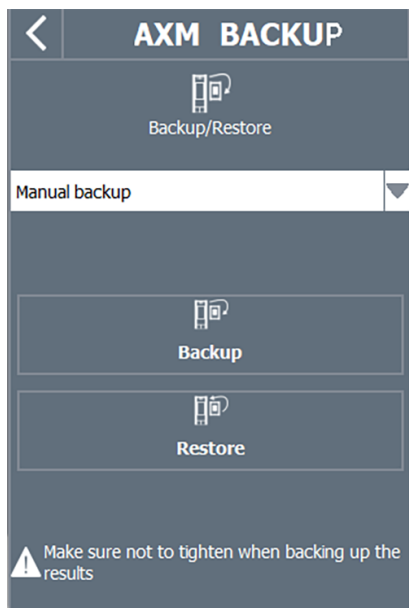 AXM BACKUP
Backup/Restore
Manual backup
Backup
Restore
Make sure not to tighten when backing up the
results